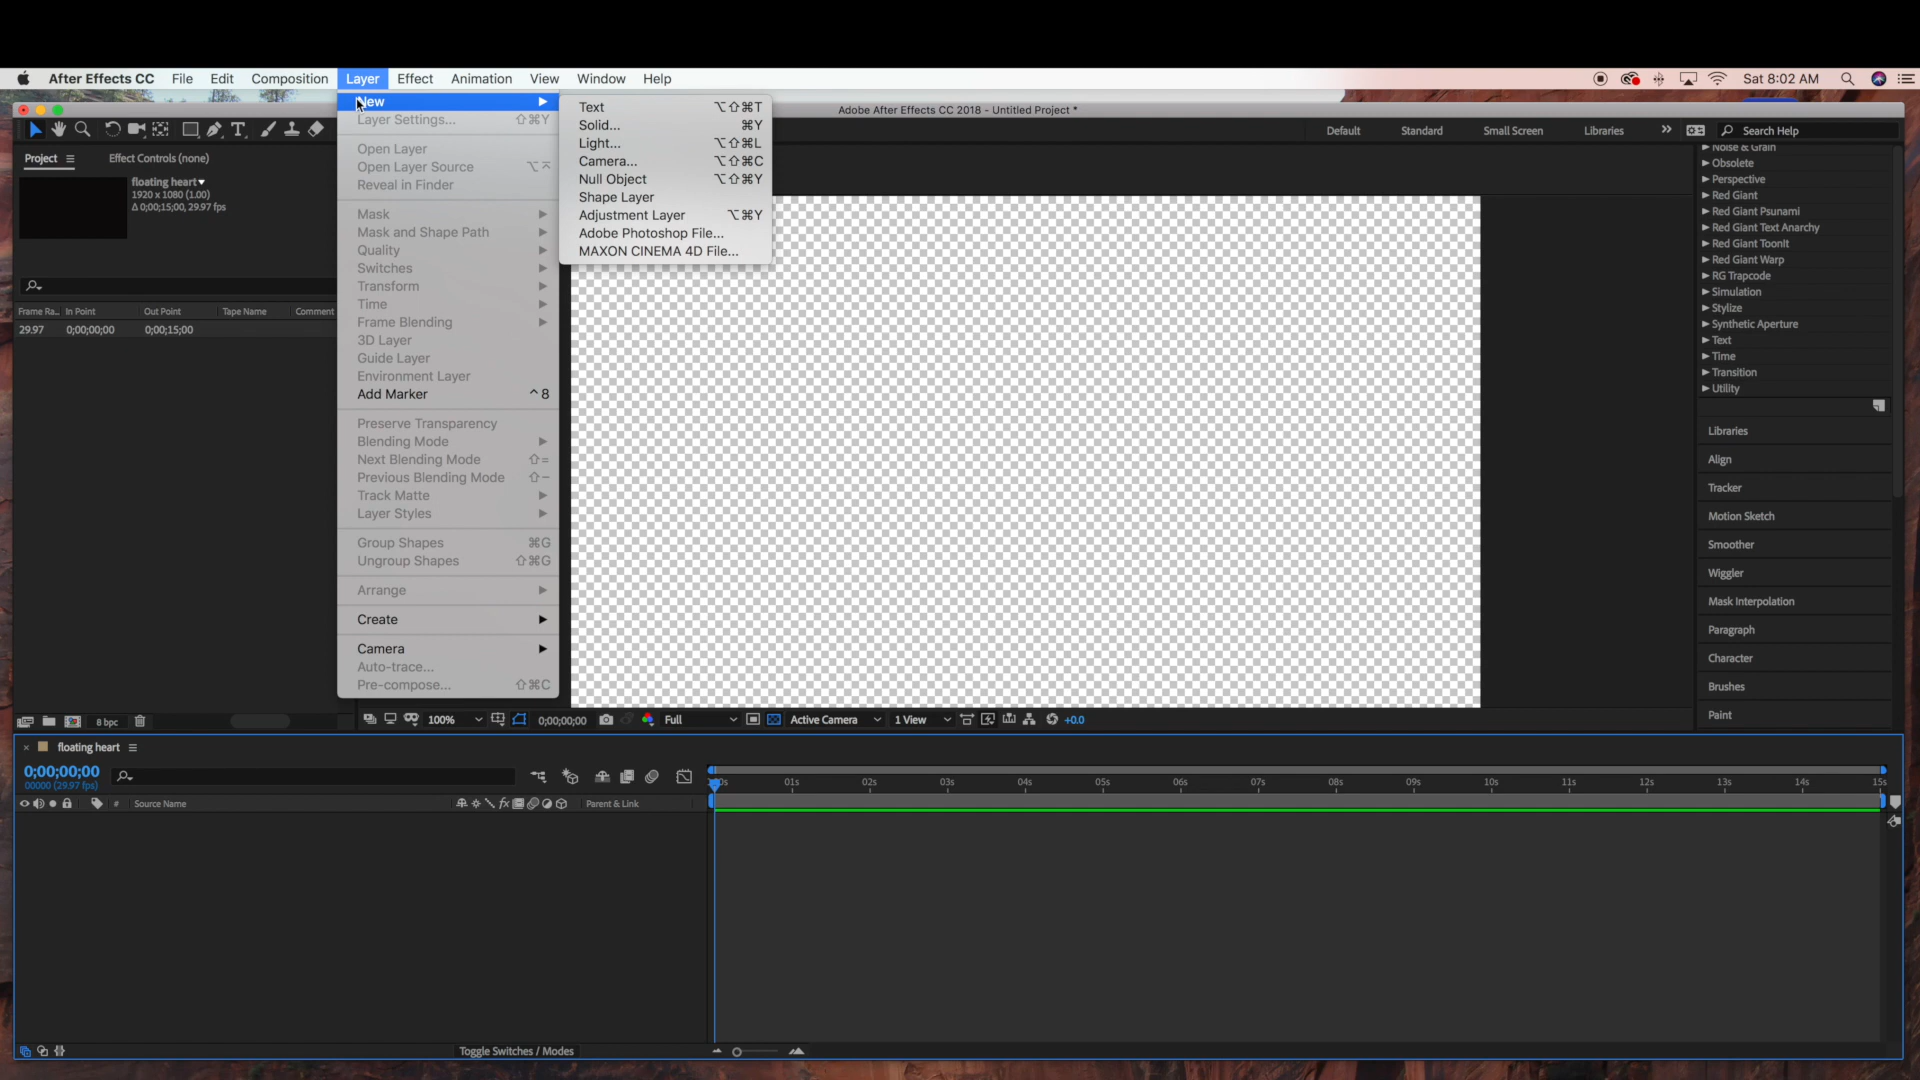 After Effects CC File Edit Composition Layer Effect Animation View Window Help Sat 8:02 AM
Adobe After Effects CC 2018 - Untitled Project *
Default Standard Small Screen Libraries >> Search Help
New
Layer Settings... ⇧⌘Y
Open Layer
Open Layer Source ⌥⌤
Reveal in Finder
Mask
Mask and Shape Path
Quality
Switches
Transform
Time
Frame Blending
3D Layer
Guide Layer
Environment Layer
Add Marker ^ 8
Preserve Transparency
Blending Mode
Next Blending Mode ⇧=
Previous Blending Mode ⇧−
Track Matte
Layer Styles
Group Shapes ⌘G
Ungroup Shapes ⇧⌘G
Arrange
Create
Camera
Auto-trace...
Pre-compose... ⇧⌘C
Text ⌥⇧⌘T
Solid... ⌘Y
Light... ⌥⇧⌘L
Camera... ⌥⇧⌘C
Null Object ⌥⇧⌘Y
Shape Layer
Adjustment Layer ⌥⌘Y
Adobe Photoshop File...
MAXON CINEMA 4D File...
Project Effect Controls (none)
floating heart
1920 x 1080 (1.00)
Δ 0;00;15;00, 29.97 fps
Frame Ra... In Point Out Point Tape Name Comment
29.97 0;00;00;00 0;00;15;00
8 bpc
Noise & Grain
Obsolete
Perspective
Red Giant
Red Giant Psunami
Red Giant Text Anarchy
Red Giant ToonIt
Red Giant Warp
RG Trapcode
Simulation
Stylize
Synthetic Aperture
Text
Time
Transition
Utility
Libraries
Align
Tracker
Motion Sketch
Smoother
Wiggler
Mask Interpolation
Paragraph
Character
Brushes
Paint
100% 0;00;00;00 Full Active Camera 1 View +0.0
floating heart
0;00;00;00
00000 (29.97 fps)
# Source Name fx Parent & Link
01s 02s 03s 04s 05s 06s 07s 08s 09s 10s 11s 12s 13s 14s 15s
Toggle Switches / Modes